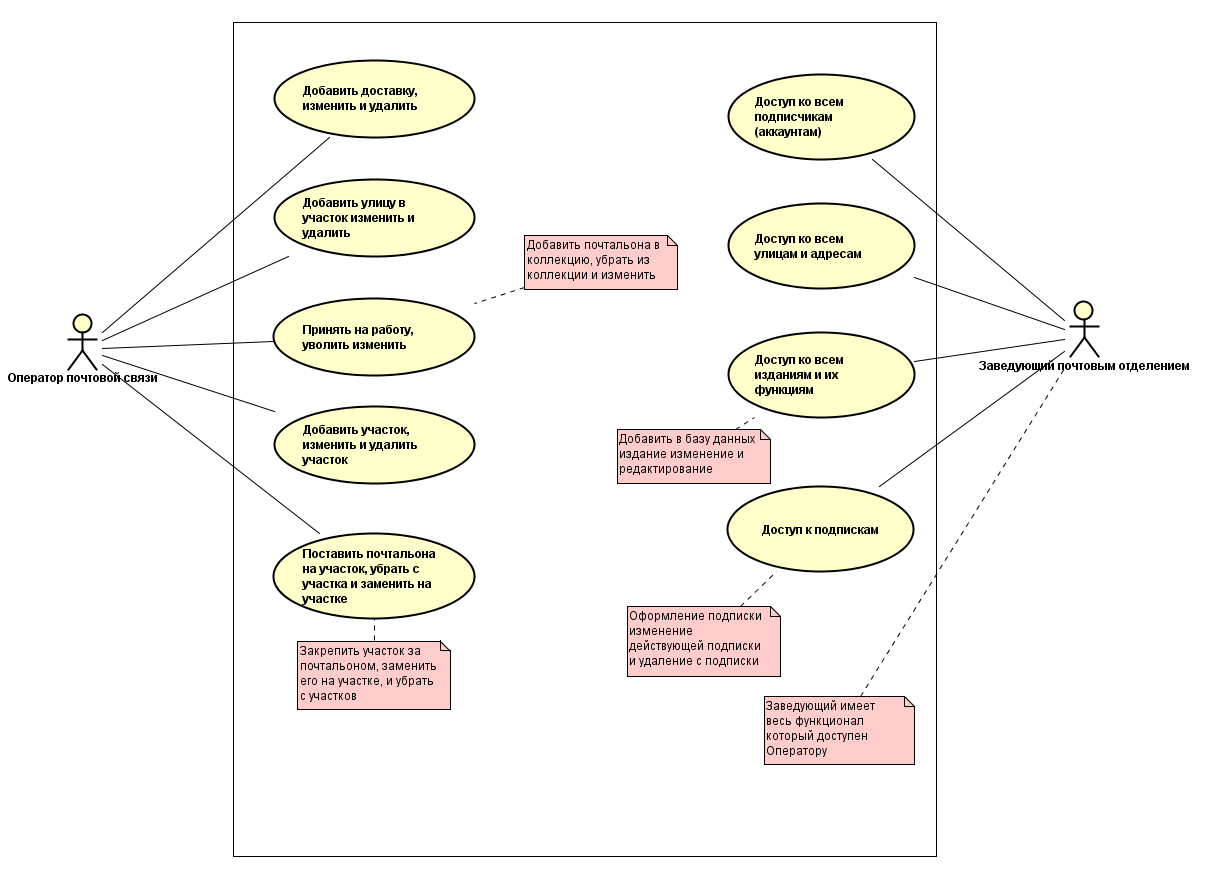 Добавить доставку,
изменить и удалить
Добавить улицу в
участок изменить и
удалить
Добавить почтальона в
коллекцию, убрать из
коллекции и изменить
Принять на работу,
уволить изменить
Оператор почтовой связи
Добавить участок,
изменить и удалить
участок
Поставить почтальона
на участок, убрать с
участка и заменить на
участке
Закрепить участок за
почтальоном, заменить
его на участке, и убрать
с участков
Доступ ко всем
подписчикам
(аккаунтам)
Доступ ко всем
улицам и адресам
Доступ ко всем
изданиям и их
функциям
Заведующий почтовым отделением
Добавить в базу данных
издание изменение и
редактирование
Доступ к подпискам
Оформление подписки
изменение
действующей подписки
и удаление с подписки
Заведующий имеет
весь функционал
который доступен
Оператору